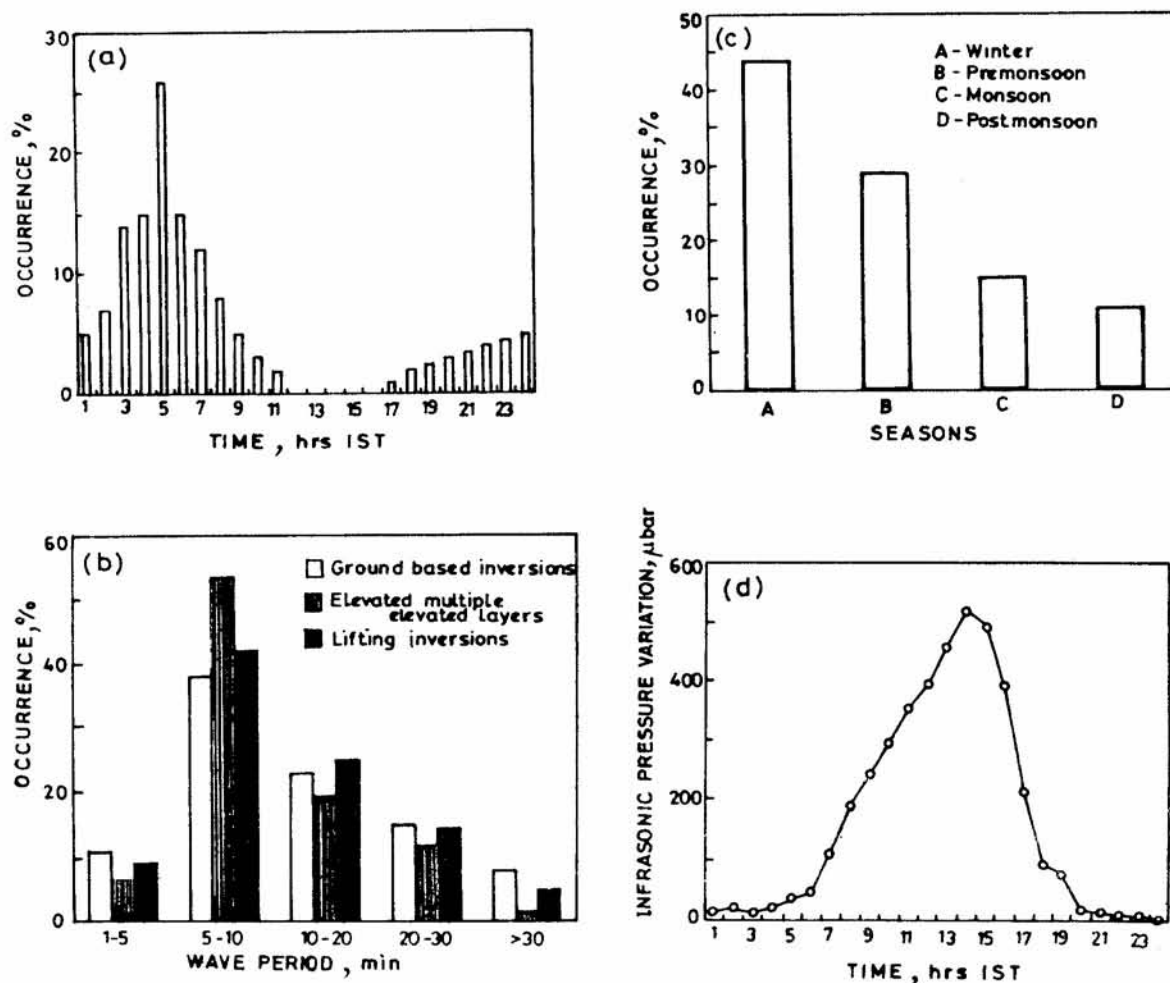 (a)
30
20
10
0
OCCURRENCE, %
1 3 5 7 9 11 13 15 17 19 21 23
TIME, hrs IST
(c)
A-Winter
B-Premonsoon
C-Monsoon
D-Postmonsoon
50
40
30
20
10
0
OCCURRENCE, %
A B C D
SEASONS
(b)
Ground based inversions
Elevated multiple
elevated layers
Lifting inversions
60
40
20
0
OCCURRENCE, %
1-5 5-10 10-20 20-30 >30
WAVE PERIOD, min
(d)
600
400
200
0
INFRASONIC PRESSURE VARIATION, μbar
1 3 5 7 9 11 13 15 17 19 21 23
TIME, hrs IST